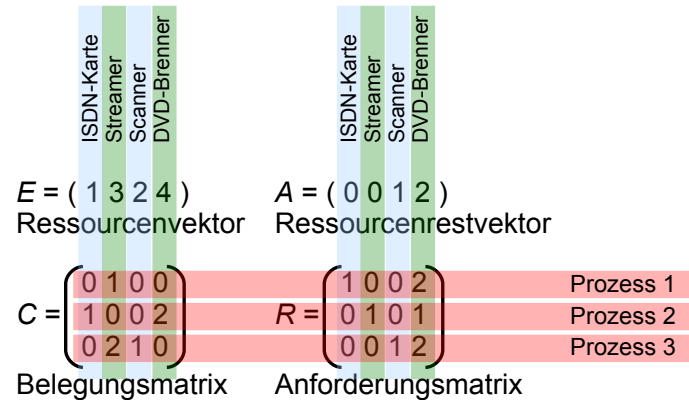 ISDN-Karte Streamer Scanner DVD-Brenner
ISDN-Karte Streamer Scanner DVD-Brenner
E = ( 1 3 2 4 )
Ressourcenvektor
A = ( 0 0 1 2 )
Ressourcenrestvektor
C =
0 1 0 0
1 0 0 2
0 2 1 0
Belegungsmatrix
R =
1 0 0 2 Prozess 1
0 1 0 1 Prozess 2
0 0 1 2 Prozess 3
Anforderungsmatrix